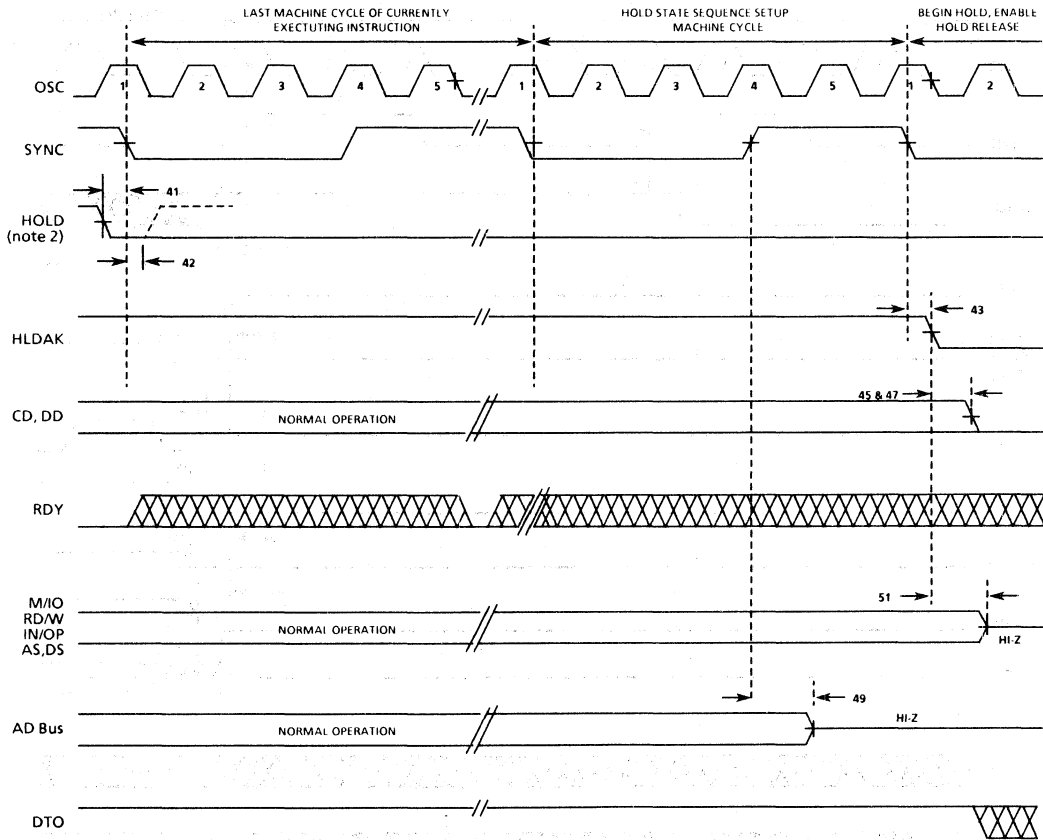 LAST MACHINE CYCLE OF CURRENTLY
EXECTUTING INSTRUCTION
HOLD STATE SEQUENCE SETUP
MACHINE CYCLE
BEGIN HOLD, ENABLE
HOLD RELEASE
OSC
1 2 3 4 5 1 2 3 4 5 1 2
SYNC
41
HOLD
(note 2)
42
HLDAK
43
CD, DD
NORMAL OPERATION
45 & 47
RDY
M/IO
RD/W
IN/OP
AS,DS
NORMAL OPERATION
51
HI-Z
AD Bus
NORMAL OPERATION
49
HI-Z
DTO